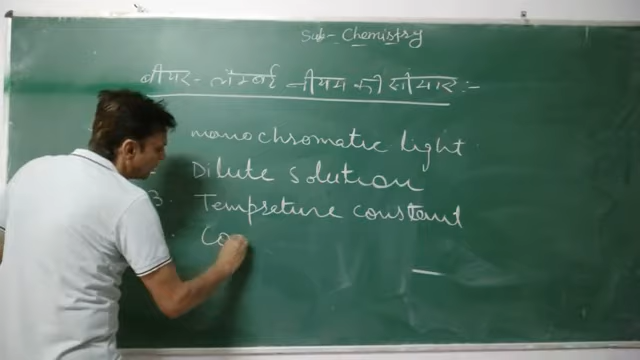 Sub- Chemistry
बीयर - लेम्बर्ट नीयम की सीमाए :-
monochromatic light
Dilute solution
3. Tempreture constant
Co